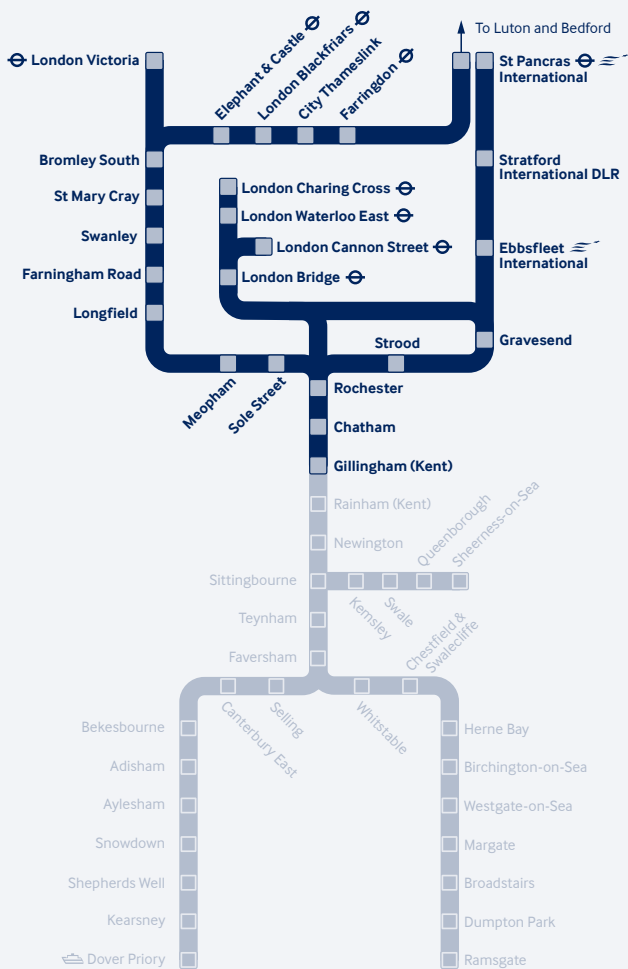 To Luton and Bedford
London Victoria
Elephant & Castle
London Blackfriars
City Thameslink
Farringdon
St Pancras
International
Bromley South
Stratford
International DLR
St Mary Cray
London Charing Cross
London Waterloo East
Swanley
London Cannon Street
Ebbsfleet
International
Farningham Road
London Bridge
Longfield
Strood
Gravesend
Meopham
Sole Street
Rochester
Chatham
Gillingham (Kent)
Rainham (Kent)
Newington
Queenborough
Sheerness-on-Sea
Sittingbourne
Kemsley
Swale
Teynham
Chestfield &
Swalecliffe
Faversham
Canterbury East
Selling
Whitstable
Bekesbourne
Herne Bay
Adisham
Birchington-on-Sea
Aylesham
Westgate-on-Sea
Snowdown
Margate
Shepherds Well
Broadstairs
Kearsney
Dumpton Park
Dover Priory
Ramsgate